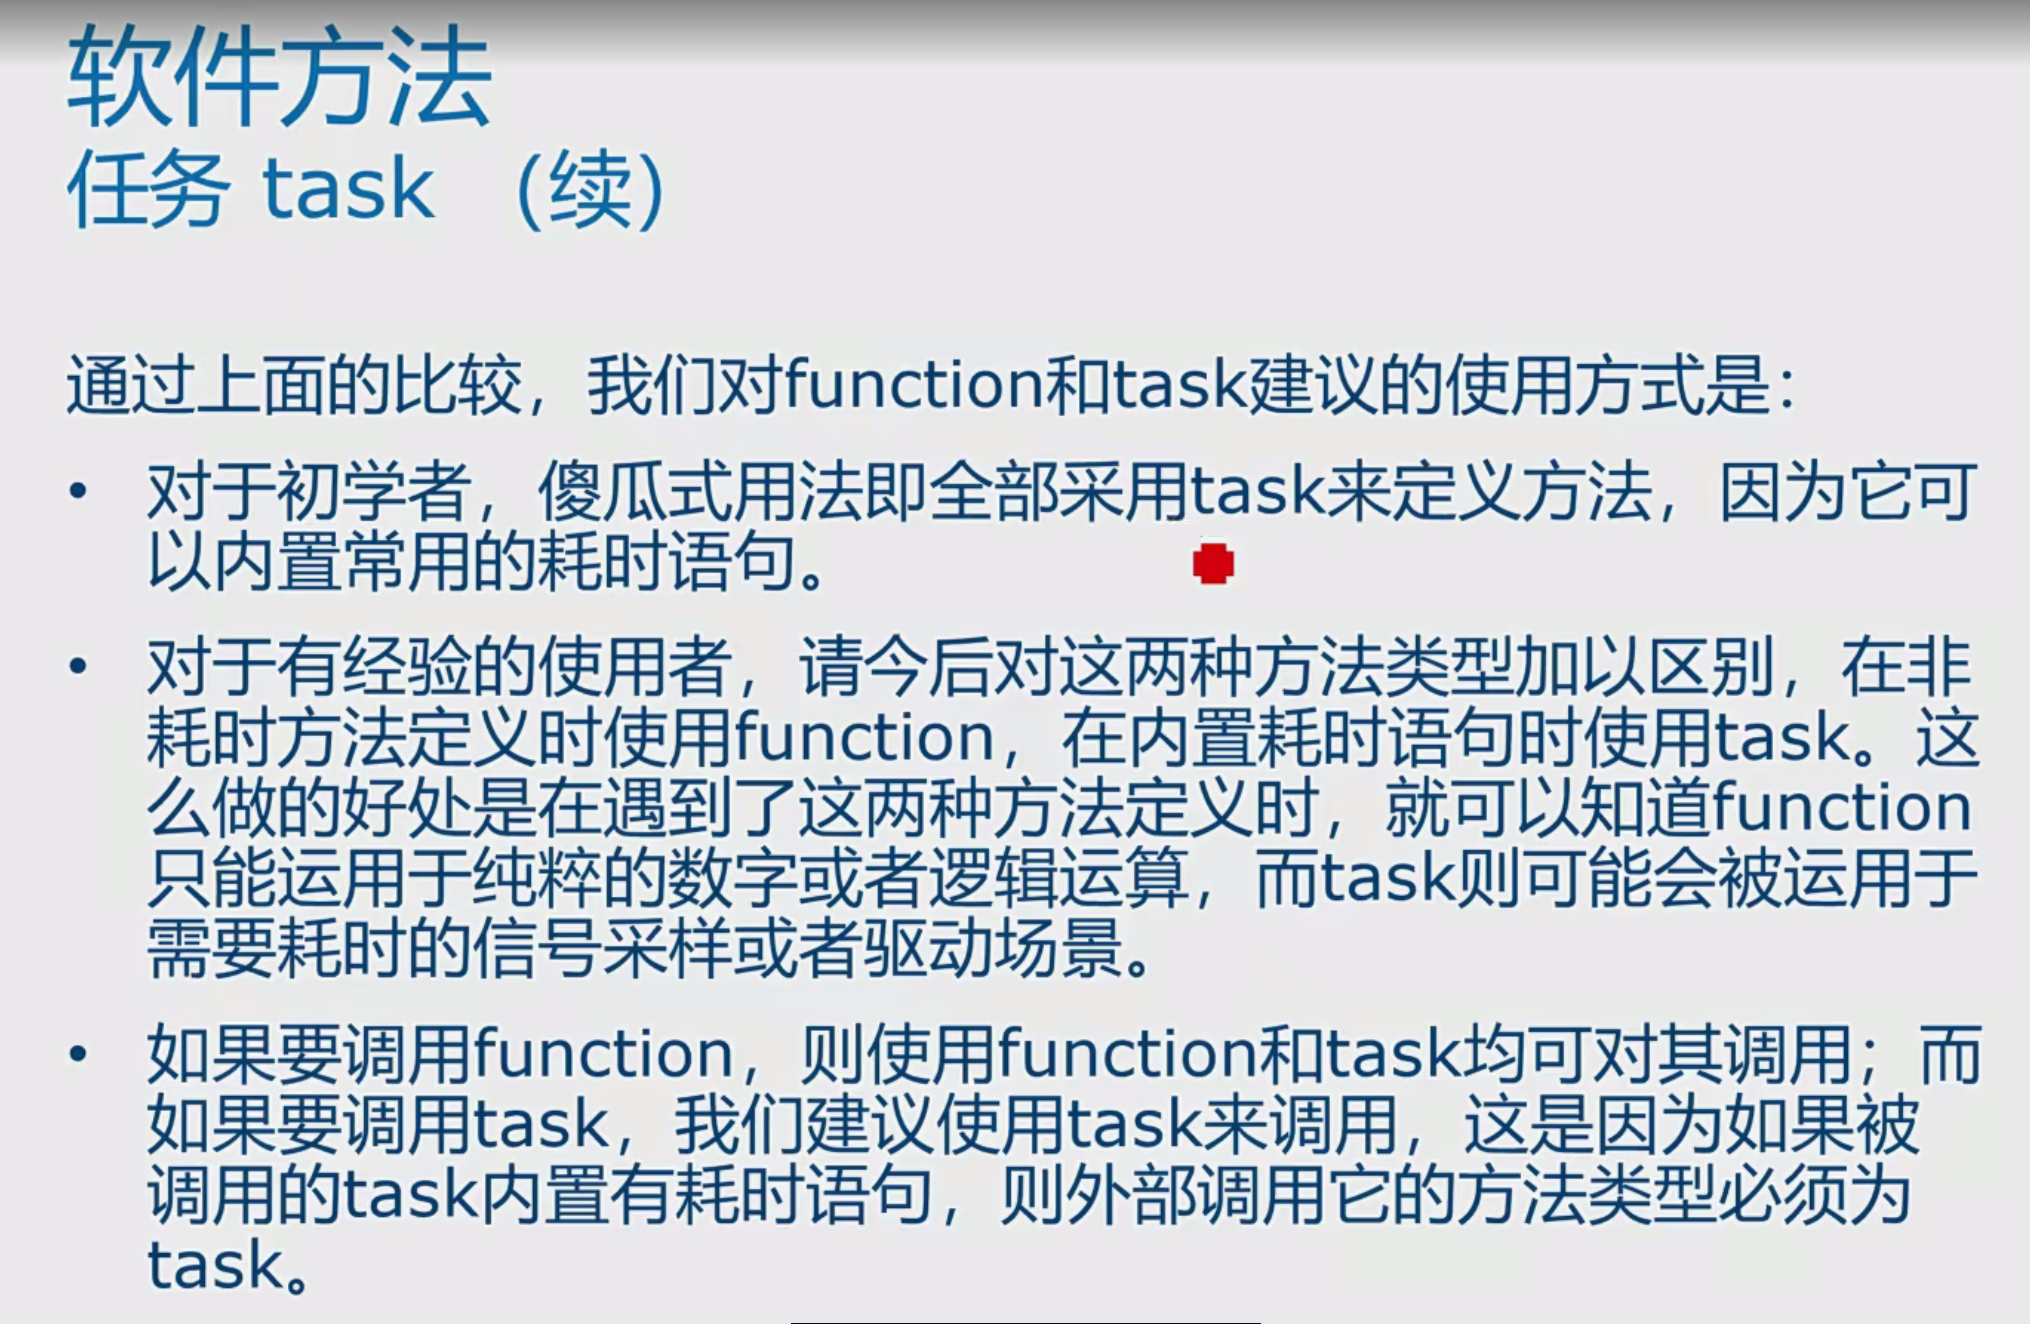 软件方法
任务 task （续）
通过上面的比较，我们对function和task建议的使用方式是：
• 对于初学者，傻瓜式用法即全部采用task来定义方法，因为它可
以内置常用的耗时语句。
• 对于有经验的使用者，请今后对这两种方法类型加以区别，在非
耗时方法定义时使用function，在内置耗时语句时使用task。这
么做的好处是在遇到了这两种方法定义时，就可以知道function
只能运用于纯粹的数字或者逻辑运算，而task则可能会被运用于
需要耗时的信号采样或者驱动场景。
• 如果要调用function，则使用function和task均可对其调用；而
如果要调用task，我们建议使用task来调用，这是因为如果被
调用的task内置有耗时语句，则外部调用它的方法类型必须为
task。